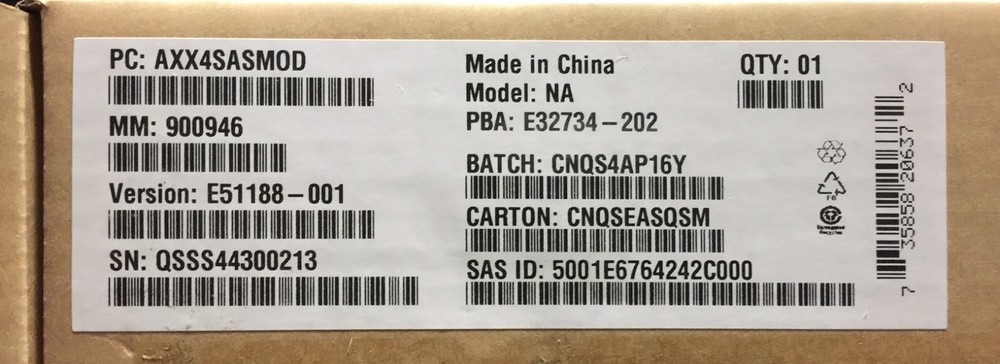 PC: AXX4SASMOD
MM: 900946
Version: E51188-001
SN: QSSS44300213
Made in China
Model: NA
PBA: E32734-202
BATCH: CNQS4AP16Y
CARTON: CNQSEASQSM
SAS ID: 5001E6764242C000
QTY: 01
7 35858 20637 2